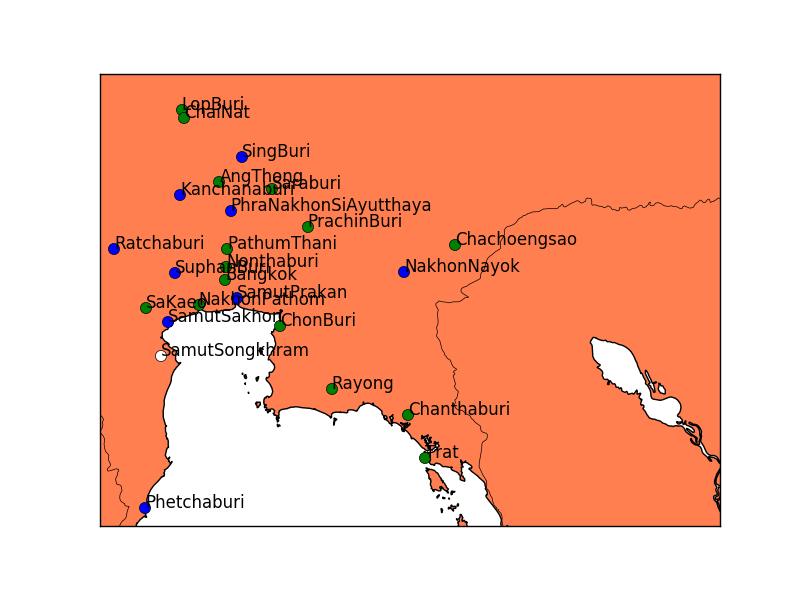 LopBuri
ChaiNat
SingBuri
AngThong
Saraburi
Kanchanaburi
PhraNakhonSiAyutthaya
PrachinBuri
Ratchaburi
PathumThani
Chachoengsao
Nonthaburi
SuphanBuri
NakhonNayok
Bangkok
SamutPrakan
SaKaeo
NakhonPathom
SamutSakhon
ChonBuri
SamutSongkhram
Rayong
Chanthaburi
Trat
Phetchaburi